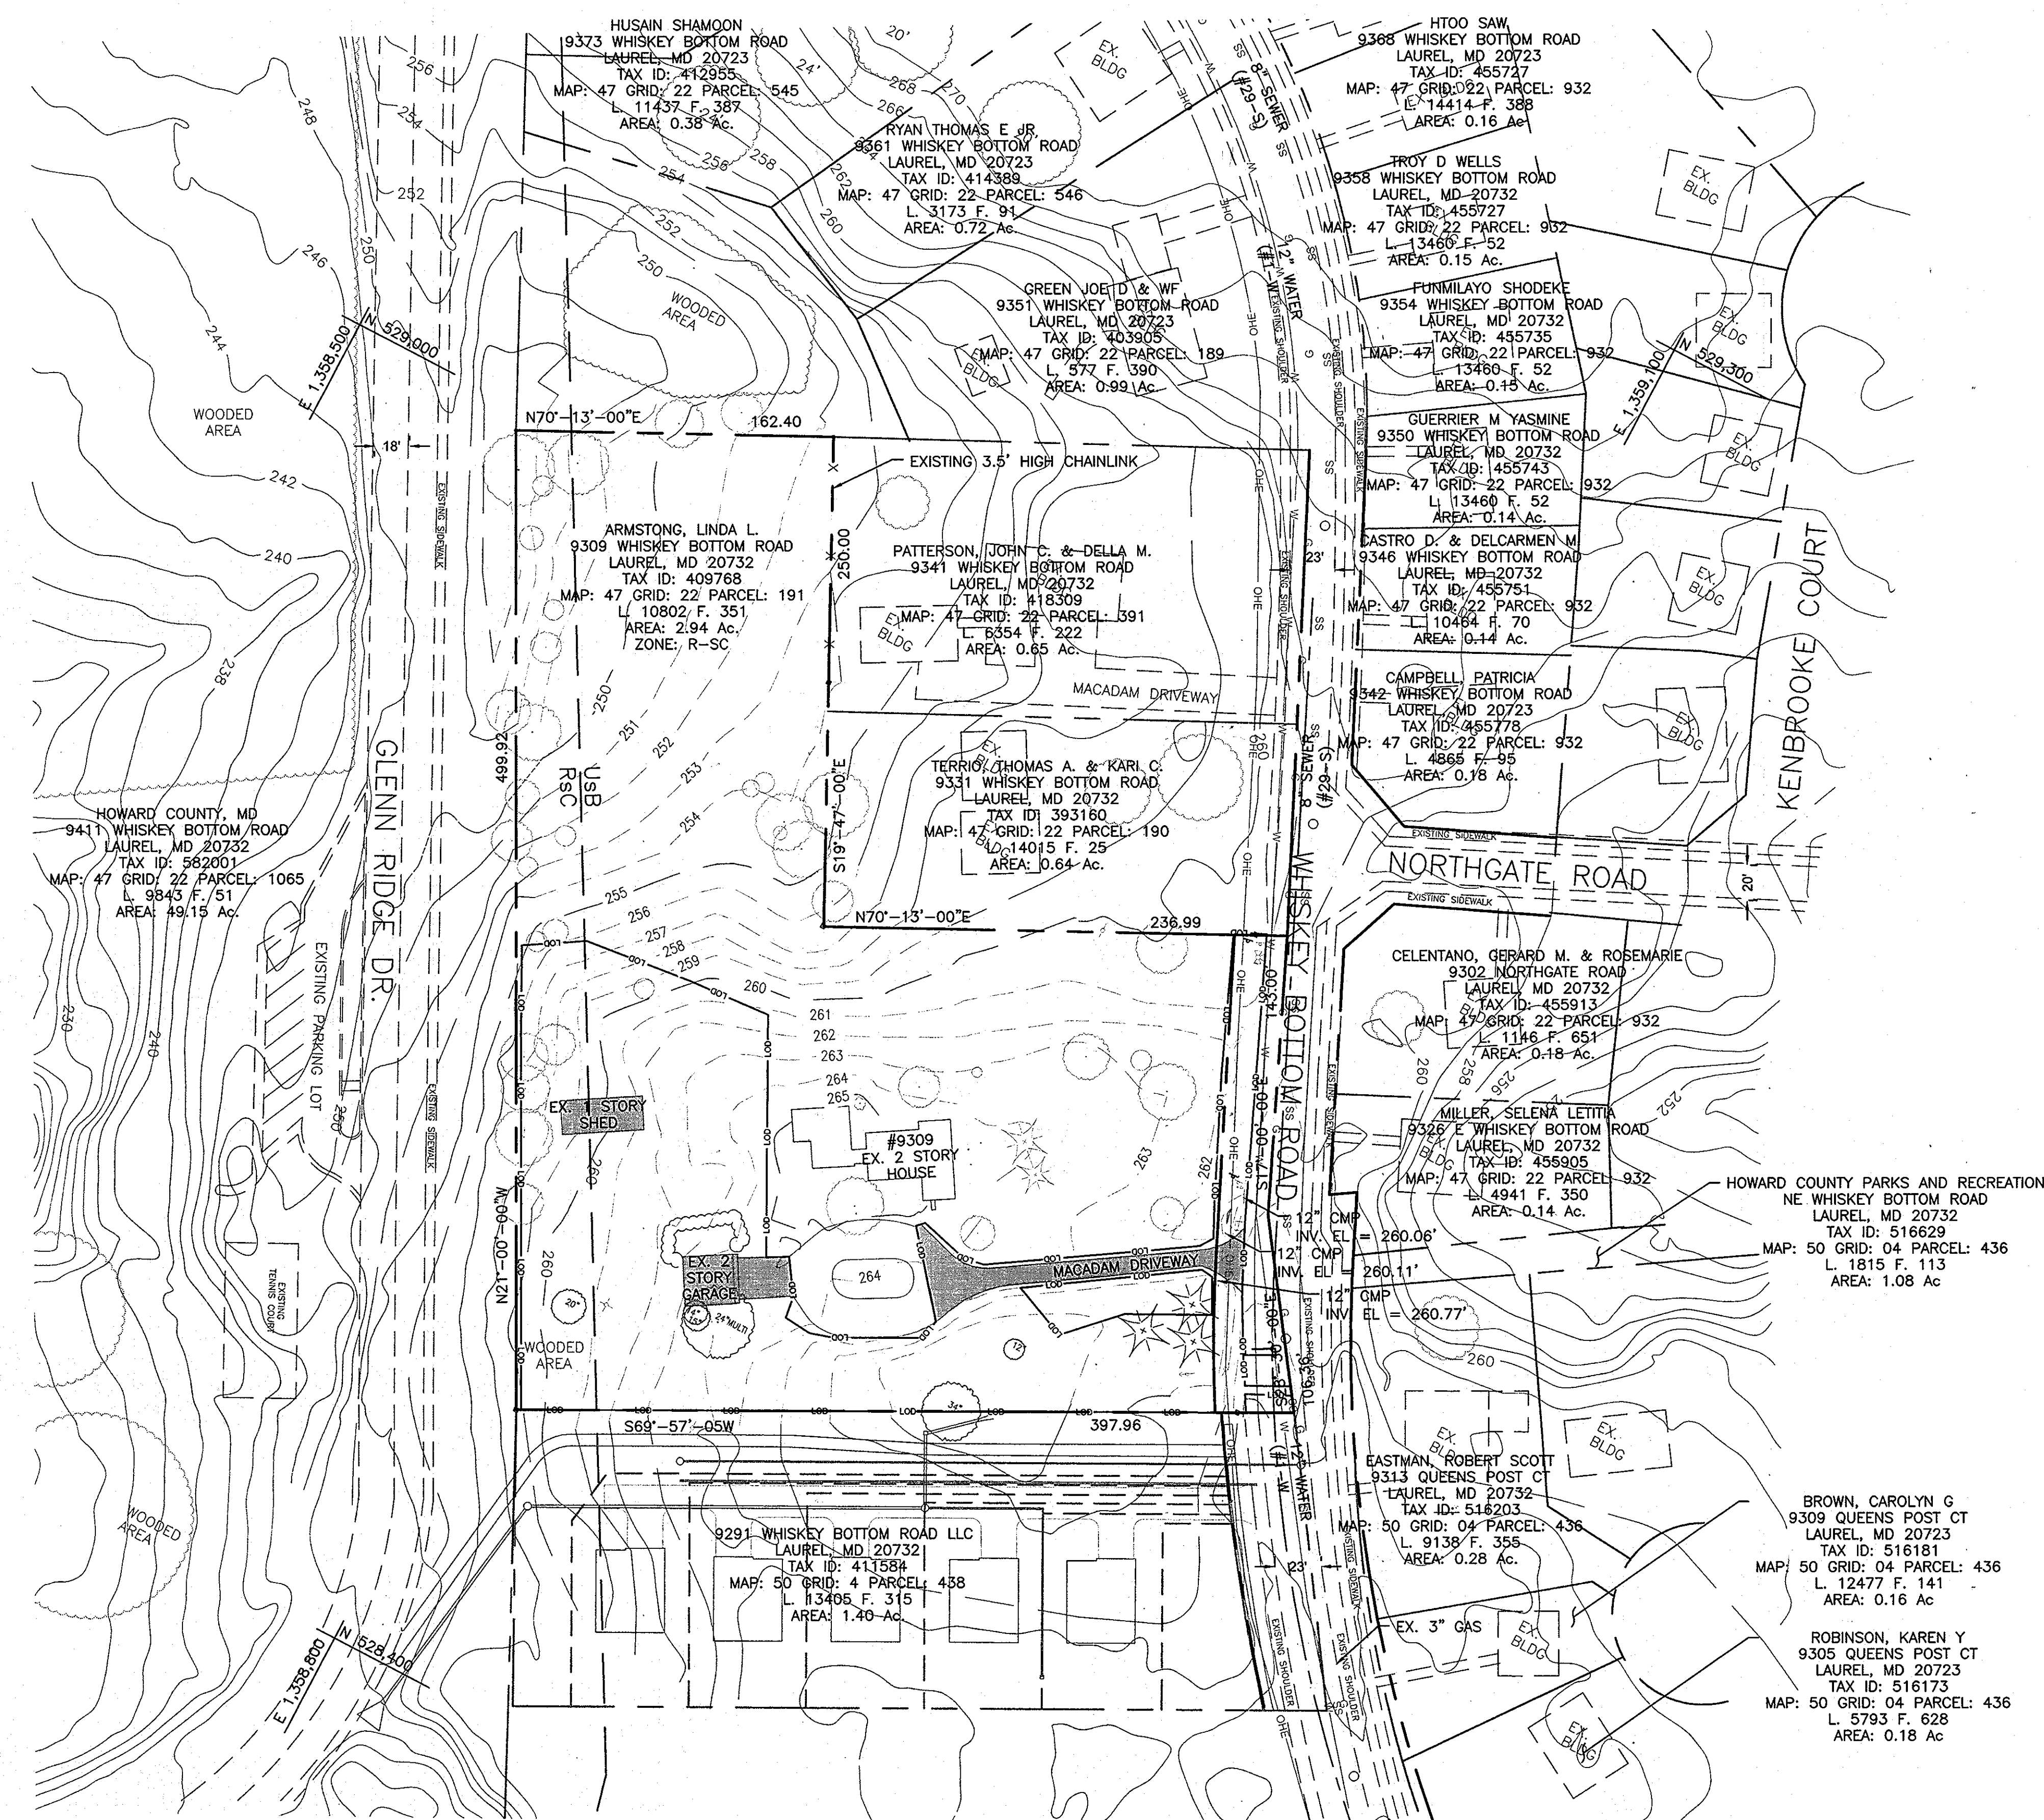 HUSAIN SHAMOON
9373 WHISKEY BOTTOM ROAD
LAUREL, MD 20723
TAX ID: 412955
MAP: 47 GRID: 22 PARCEL: 545
L. 11437 F. 387
AREA: 0.38 Ac.
RYAN THOMAS E JR
9361 WHISKEY BOTTOM ROAD
LAUREL, MD 20723
TAX ID: 414389
MAP: 47 GRID: 22 PARCEL: 546
L. 3173 F. 91
AREA: 0.72 Ac.
GREEN JOE D & WF
9351 WHISKEY BOTTOM ROAD
LAUREL, MD 20723
TAX ID: 403905
MAP: 47 GRID: 22 PARCEL: 189
L. 577 F. 390
AREA: 0.99 Ac.
HTOO SAW
9368 WHISKEY BOTTOM ROAD
LAUREL, MD 20723
TAX ID: 455727
MAP: 47 GRID: 22 PARCEL: 932
L. 14414 F. 388
AREA: 0.16 Ac
TROY D WELLS
9358 WHISKEY BOTTOM ROAD
LAUREL, MD 20732
TAX ID: 455727
MAP: 47 GRID: 22 PARCEL: 932
L. 13460 F. 52
AREA: 0.15 Ac.
FUNMILAYO SHODEKE
9354 WHISKEY BOTTOM ROAD
LAUREL, MD 20732
TAX ID: 455735
MAP: 47 GRID: 22 PARCEL: 932
L. 13460 F. 52
AREA: 0.15 Ac.
GUERRIER M YASMINE
9350 WHISKEY BOTTOM ROAD
LAUREL, MD 20732
TAX ID: 455743
MAP: 47 GRID: 22 PARCEL: 932
L. 13460 F. 52
AREA: 0.14 Ac.
CASTRO D. & DELCARMEN M
9346 WHISKEY BOTTOM ROAD
LAUREL, MD 20732
TAX ID: 455751
MAP: 47 GRID: 22 PARCEL: 932
L. 10464 F. 70
AREA: 0.14 Ac.
CAMPBELL, PATRICIA
9342 WHISKEY BOTTOM ROAD
LAUREL, MD 20723
TAX ID: 455778
MAP: 47 GRID: 22 PARCEL: 932
L. 4865 F. 95
AREA: 0.18 Ac.
ARMSTONG, LINDA L.
9309 WHISKEY BOTTOM ROAD
LAUREL, MD 20732
TAX ID: 409768
MAP: 47 GRID: 22 PARCEL: 191
L. 10802 F. 351
AREA: 2.94 Ac.
ZONE: R-SC
EXISTING 3.5' HIGH CHAINLINK
PATTERSON, JOHN C. & DELLA M.
9341 WHISKEY BOTTOM ROAD
LAUREL, MD 20732
TAX ID: 418309
MAP: 47 GRID: 22 PARCEL: 391
L. 6354 F. 222
AREA: 0.65 Ac.
MACADAM DRIVEWAY
TERRIO, THOMAS A. & KARI C.
9331 WHISKEY BOTTOM ROAD
LAUREL, MD 20732
TAX ID: 393160
MAP: 47 GRID: 22 PARCEL: 190
L. 14015 F. 25
AREA: 0.64 Ac.
HOWARD COUNTY, MD
9411 WHISKEY BOTTOM ROAD
LAUREL, MD 20732
TAX ID: 582001
MAP: 47 GRID: 22 PARCEL: 1065
L. 9843 F. 51
AREA: 49.15 Ac.
CELENTANO, GERARD M. & ROSEMARIE
9302 NORTHGATE ROAD
LAUREL, MD 20732
TAX ID: 455913
MAP: 47 GRID: 22 PARCEL: 932
L. 1146 F. 651
AREA: 0.18 Ac.
MILLER, SELENA LETITIA
9326 E WHISKEY BOTTOM ROAD
LAUREL, MD 20732
TAX ID: 455905
MAP: 47 GRID: 22 PARCEL: 932
L. 4941 F. 350
AREA: 0.14 Ac.
HOWARD COUNTY PARKS AND RECREATION
NE WHISKEY BOTTOM ROAD
LAUREL, MD 20732
TAX ID: 516629
MAP: 50 GRID: 04 PARCEL: 436
L. 1815 F. 113
AREA: 1.08 Ac
EASTMAN, ROBERT SCOTT
9313 QUEENS POST CT
LAUREL, MD 20732
TAX ID: 516203
MAP: 50 GRID: 04 PARCEL: 436
L. 9138 F. 355
AREA: 0.28 Ac.
BROWN, CAROLYN G
9309 QUEENS POST CT
LAUREL, MD 20723
TAX ID: 516181
MAP: 50 GRID: 04 PARCEL: 436
L. 12477 F. 141
AREA: 0.16 Ac
ROBINSON, KAREN Y
9305 QUEENS POST CT
LAUREL, MD 20723
TAX ID: 516173
MAP: 50 GRID: 04 PARCEL: 436
L. 5793 F. 628
AREA: 0.18 Ac
9291 WHISKEY BOTTOM ROAD LLC
LAUREL, MD 20732
TAX ID: 411584
MAP: 50 GRID: 4 PARCEL: 438
L. 13405 F. 315
AREA: 1.40 Ac.
GLENN RIDGE DR.
WHISKEY BOTTOM ROAD
NORTHGATE ROAD
KENBROOKE COURT
EX. 1 STORY
SHED
#9309
EX. 2 STORY
HOUSE
EX. 2
STORY
GARAGE
MACADAM DRIVEWAY
12" CMP
INV. EL = 260.06'
12" CMP
INV. EL = 260.11'
12" CMP
INV. EL = 260.77'
EX. 3" GAS
EXISTING PARKING LOT
EXISTING
TENNIS COURT
WOODED
AREA
WOODED
AREA
WOODED
AREA
WOODED
AREA
N70°-13'-00"E
162.40
250.00
S19°-47'-00"E
N70°-13'-00"E
236.99
143.00'
S17°-00'-00"E
106.36'
S69°-57'-05W
397.96
N21°-00'-00"W
499.92
UsB
RsC
E 1,358,500
N 529,000
E 1,359,100
N 529,300
E 1,358,800
N 528,400
8" SEWER
(#29-S)
12" WATER
(#1-W)
8" SEWER
(#29-S)
12" WATER
(#1-W)
18'
23'
20'
23'
EXISTING SIDEWALK
EXISTING SIDEWALK
EXISTING SIDEWALK
EXISTING SIDEWALK
EXISTING SHOULDER
EXISTING SHOULDER